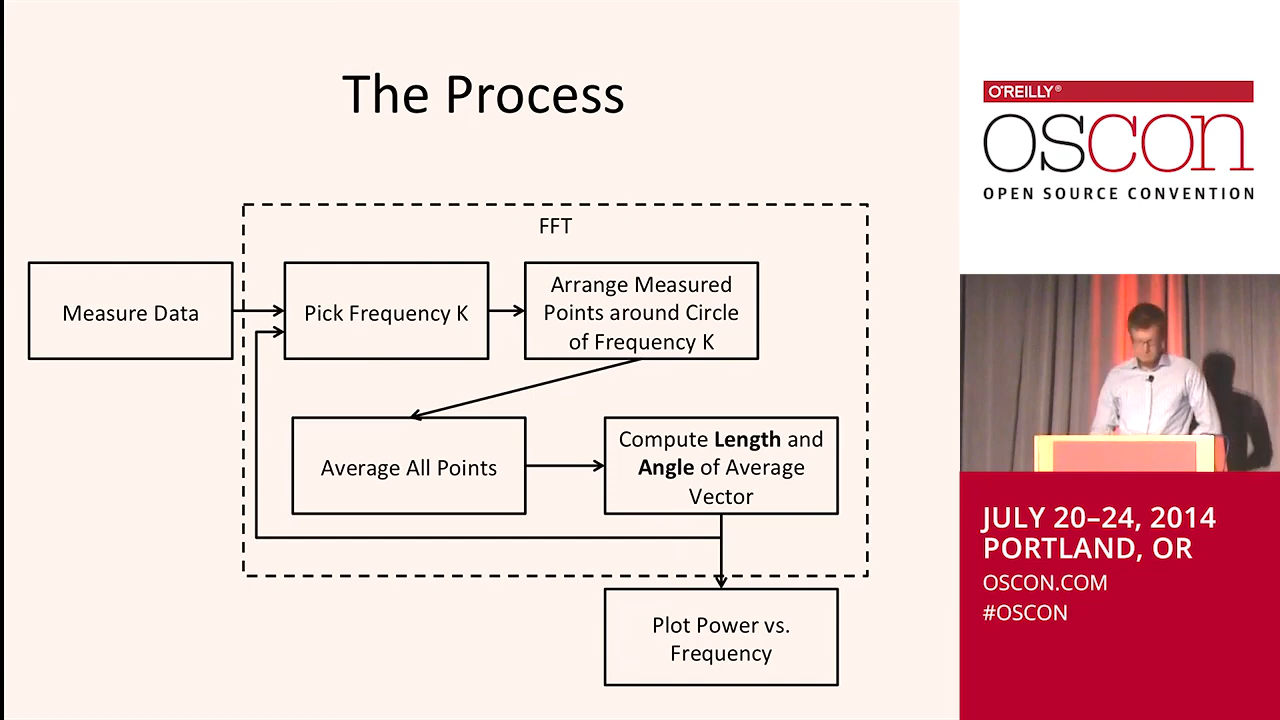 The Process
FFT
Measure Data
Pick Frequency K
Arrange Measured
Points around Circle
of Frequency K
Average All Points
Compute Length and
Angle of Average
Vector
Plot Power vs.
Frequency
O'REILLY®
OSCON
OPEN SOURCE CONVENTION
JULY 20–24, 2014
PORTLAND, OR
OSCON.COM
#OSCON